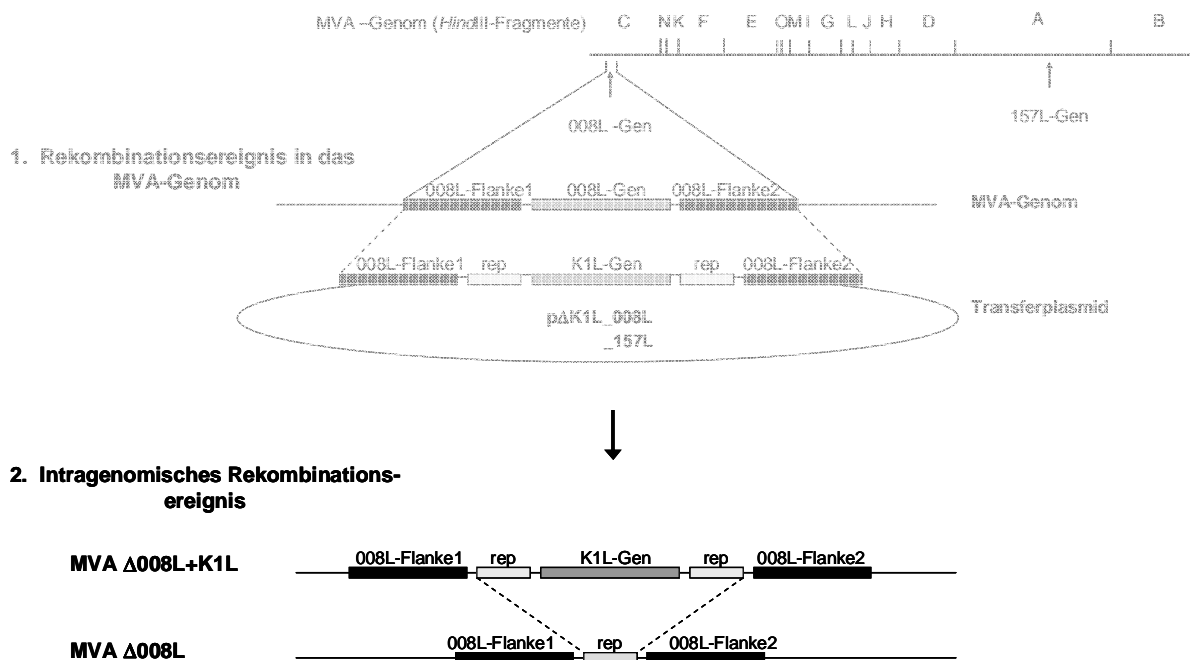 MVA –Genom (HindIII-Fragmente) C N K F E O M I G L J H D A B
008L -Gen
157L-Gen
1. Rekombinationsereignis in das
MVA-Genom
008L-Flanke1 008L-Gen 008L-Flanke2
MVA-Genom
008L-Flanke1 rep K1L-Gen rep 008L-Flanke2
Transferplasmid
pΔK1L_008L
_157L
2. Intragenomisches Rekombinations-
ereignis
MVA Δ008L+K1L
008L-Flanke1 rep K1L-Gen rep 008L-Flanke2
MVA Δ008L
008L-Flanke1 rep 008L-Flanke2